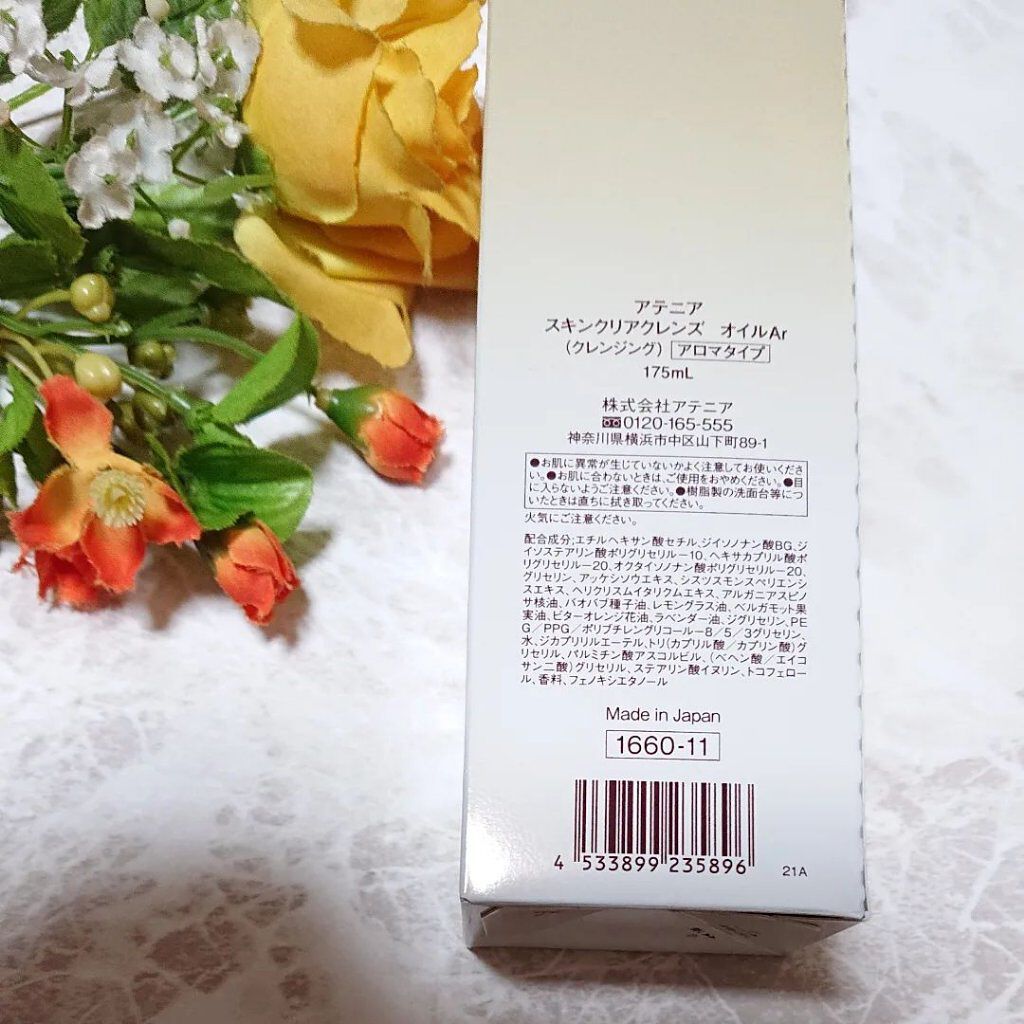 アテニア
スキンクリアクレンズ オイルAr
(クレンジング) アロマタイプ
175mL
株式会社アテニア
0120-165-555
神奈川県横浜市中区山下町89-1
●お肌に異常が生じていないかよく注意してお使いくださ
い。●お肌に合わないときは、ご使用をおやめください。●目
に入らないようご注意ください。●樹脂製の洗面台等につ
いたときは直ちに拭き取ってください。
火気にご注意ください。
配合成分;エチルヘキサン酸セチル、ジイソノナン酸BG、ジ
イソステアリン酸ポリグリセリル-10、ヘキサカプリル酸ポ
リグリセリル-20、オクタイソノナン酸ポリグリセリル-20、
グリセリン、アッケシソウエキス、シスツスモンスペリエンシ
スエキス、ヘリクリスムイタリクムエキス、アルガニアスピノ
サ核油、バオバブ種子油、レモングラス油、ベルガモット果
実油、ビターオレンジ花油、ラベンダー油、ジグリセリン、PE
G/PPG/ポリブチレングリコール-8/5/3グリセリン、
水、ジカプリリルエーテル、トリ(カプリル酸/カプリン酸)グ
リセリル、パルミチン酸アスコルビル、(ベヘン酸/エイコ
サン二酸)グリセリル、ステアリン酸イヌリン、トコフェロー
ル、香料、フェノキシエタノール
Made in Japan
1660-11
4 533899 235896
21A